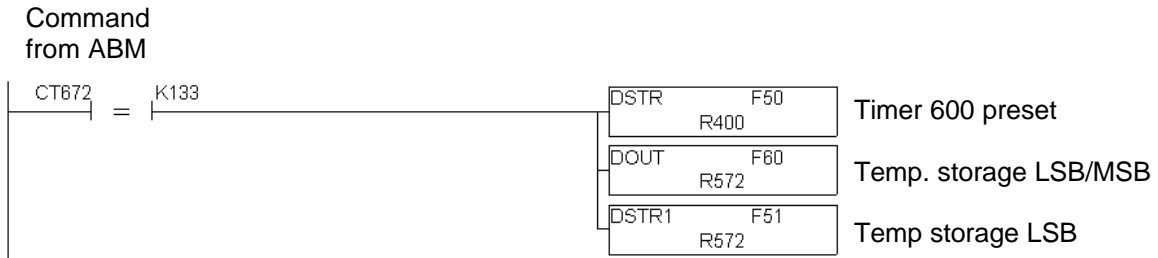 Command
from ABM
CT672 = K133
DSTR F50
R400
Timer 600 preset
DOUT F60
R572
Temp. storage LSB/MSB
DSTR1 F51
R572
Temp storage LSB